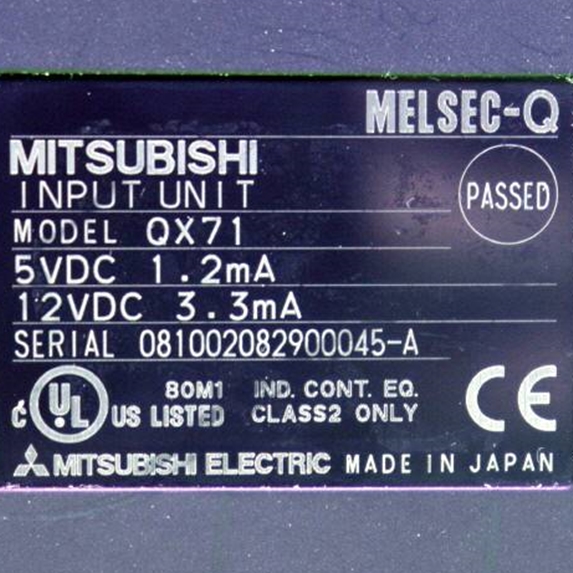 MELSEC-Q
MITSUBISHI
INPUT UNIT
PASSED
MODEL QX71
5VDC 1.2mA
12VDC 3.3mA
SERIAL 081002082900045-A
80M1 IND. CONT. EQ.
c UL US LISTED CLASS2 ONLY
CE
MITSUBISHI ELECTRIC MADE IN JAPAN